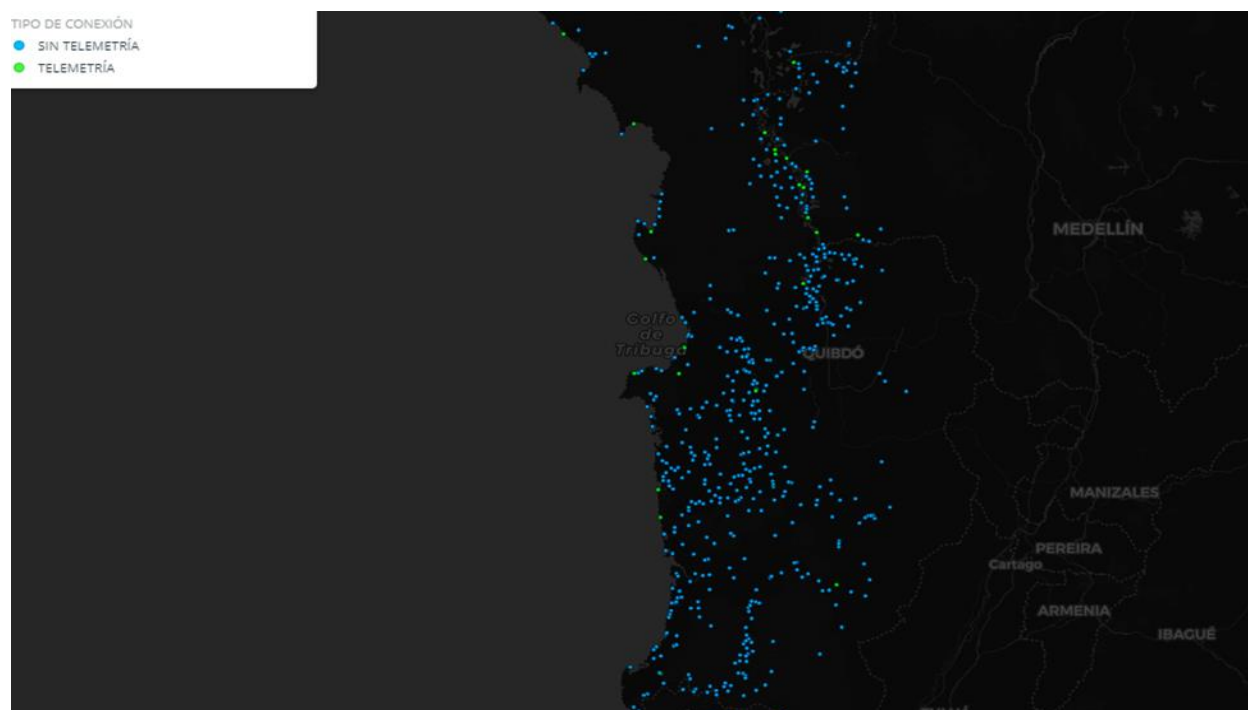 TIPO DE CONEXIÓN
SIN TELEMETRÍA
TELEMETRÍA
MEDELLÍN
Golfo
de
Tribugá
QUIBDÓ
MANIZALES
PEREIRA
Cartago
ARMENIA
IBAGUÉ